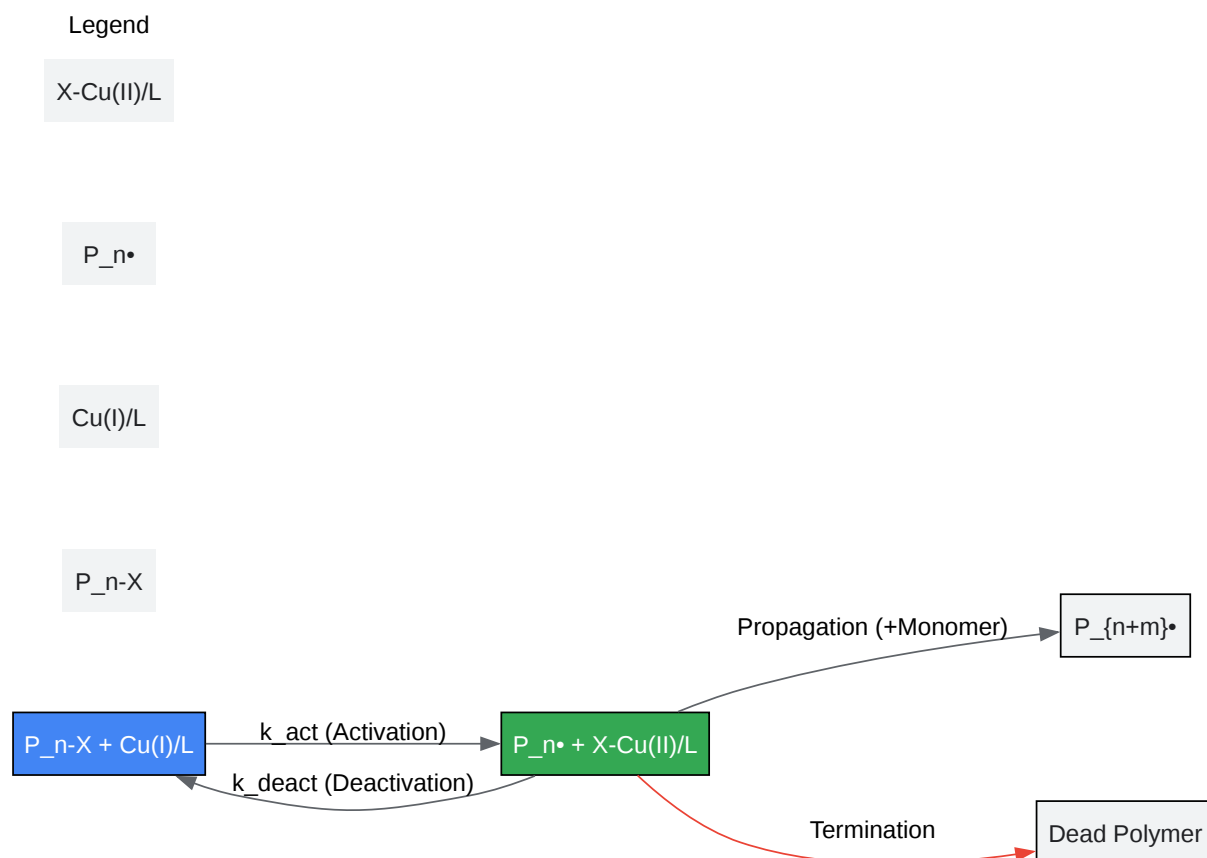 Legend
X-Cu(II)/L
P_n•
Cu(I)/L
P_n-X
Propagation (+Monomer)
P_{n+m}•
P_n-X + Cu(I)/L
k_act (Activation)
k_deact (Deactivation)
P_n• + X-Cu(II)/L
Termination
Dead Polymer